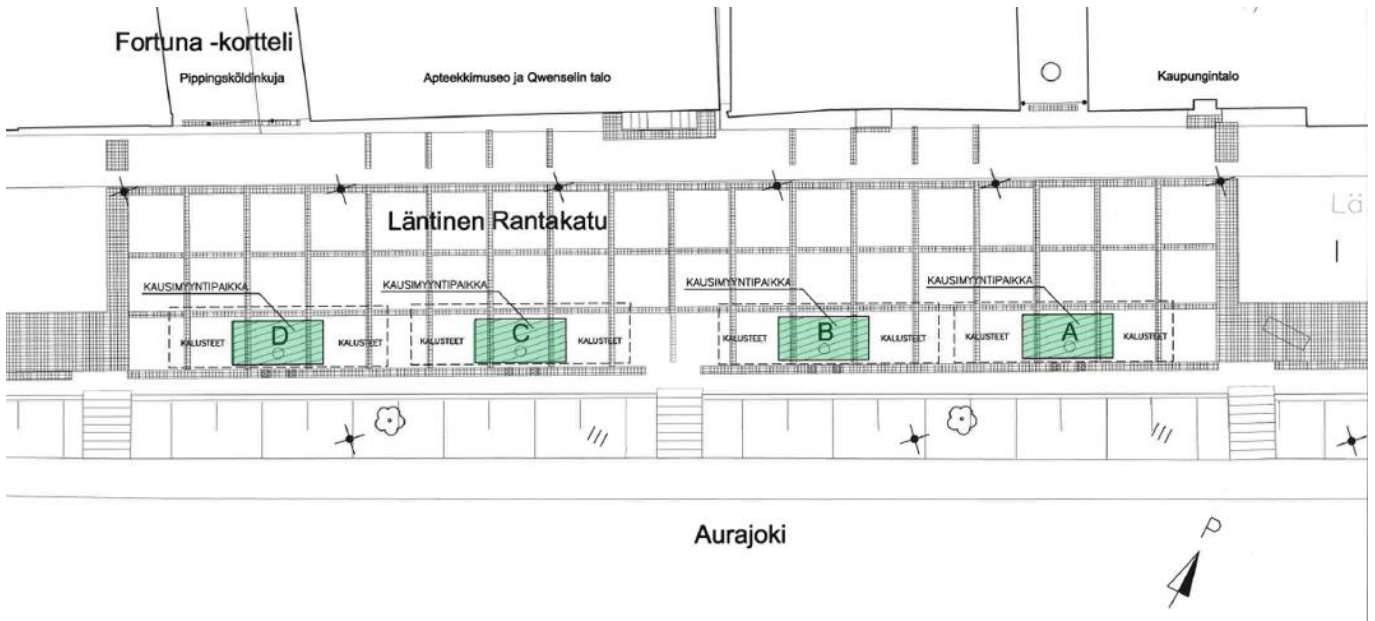 Fortuna -kortteli
Pippingsköldinkuja
Apteekkimuseo ja Qwenselin talo
Kaupungintalo
Lä
Läntinen Rantakatu
KAUSIMYYNTIPAIKKA
KAUSIMYYNTIPAIKKA
KAUSIMYYNTIPAIKKA
KAUSIMYYNTIPAIKKA
KALUSTEET
D
KALUSTEET
KALUSTEET
C
KALUSTEET
KALUSTEET
B
KALUSTEET
KALUSTEET
A
KALUSTEET
Aurajoki
P